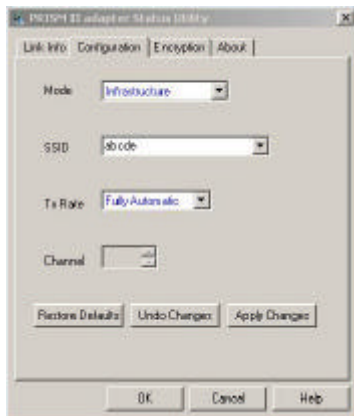 PRISM II adapter Status Utility
Link Info Configuration Encryption About
Mode Infrastructure
SSID abcde
Tx Rate Fully Automatic
Channel
Restore Defaults Undo Changes Apply Changes
OK Cancel Help